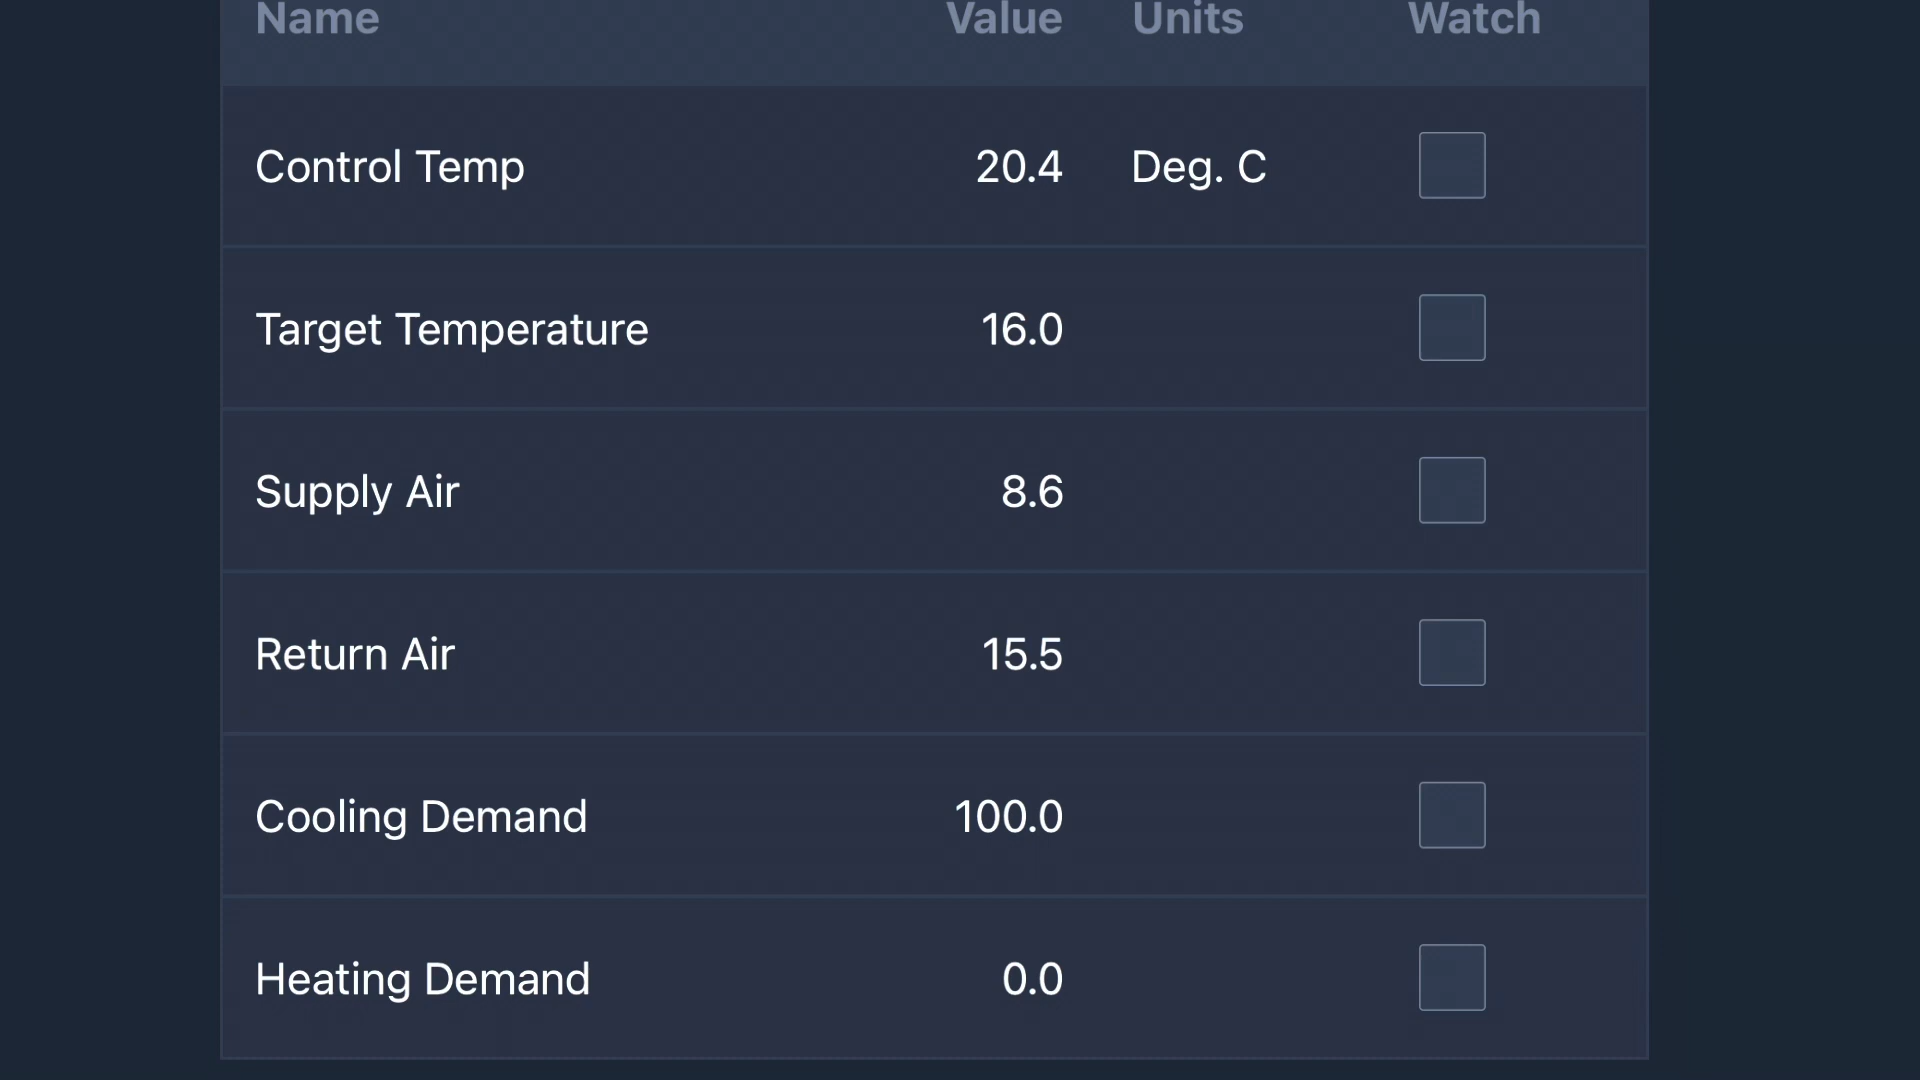 Name Value Units Watch
Control Temp 20.4 Deg. C
Target Temperature 16.0
Supply Air 8.6
Return Air 15.5
Cooling Demand 100.0
Heating Demand 0.0